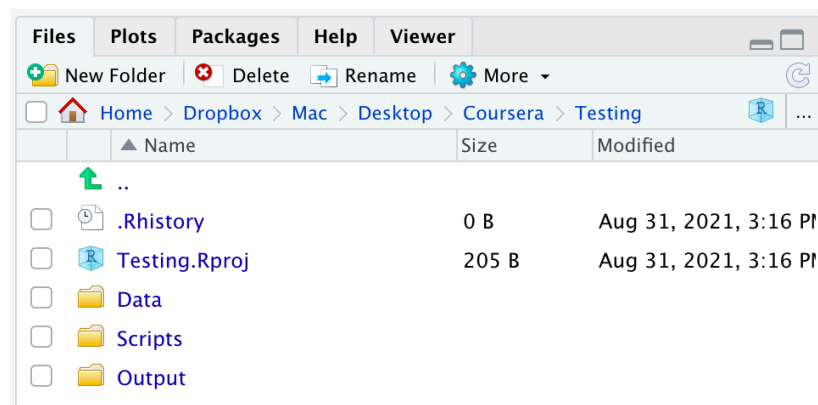 Files Plots Packages Help Viewer
New Folder Delete Rename More
Home Dropbox Mac Desktop Coursera Testing R ...
Name Size Modified
..
.Rhistory 0 B Aug 31, 2021, 3:16 PM
R Testing.Rproj 205 B Aug 31, 2021, 3:16 PM
Data
Scripts
Output